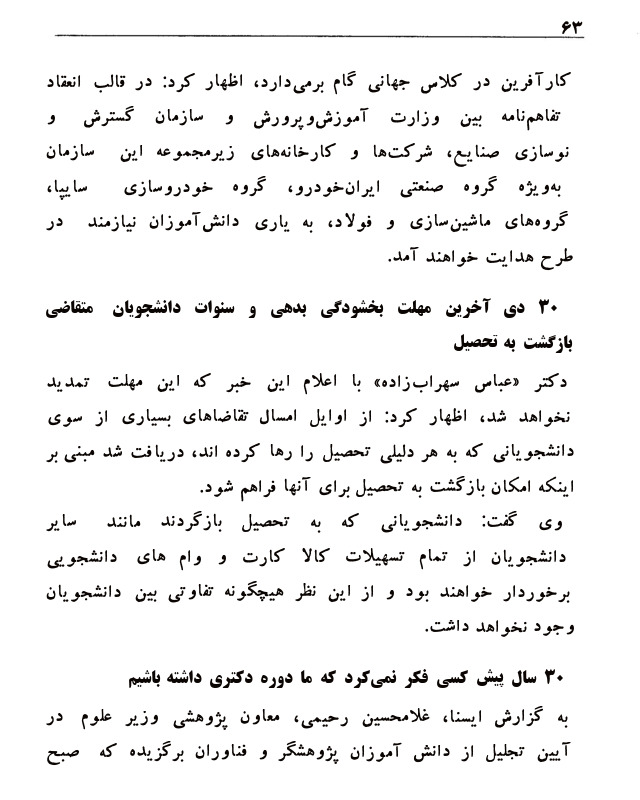 ۶۳
کارآفرین در کلاس جهانی گام برمی‌دارد، اظهار کرد: در قالب انعقاد
تفاهم‌نامه بین وزارت آموزش‌وپرورش و سازمان گسترش و
نوسازی صنایع، شرکت‌ها و کارخانه‌های زیرمجموعه این سازمان
به‌ویژه گروه صنعتی ایران‌خودرو، گروه خودروسازی سایپا،
گروه‌های ماشین‌سازی و فولاد، به یاری دانش‌آموزان نیازمند در
طرح هدایت خواهند آمد.
۳۰ دی آخرین مهلت بخشودگی بدهی و سنوات دانشجویان متقاضی
بازگشت به تحصیل
دکتر «عباس سهراب‌زاده» با اعلام این خبر که این مهلت تمدید
نخواهد شد، اظهار کرد: از اوایل امسال تقاضاهای بسیاری از سوی
دانشجویانی که به هر دلیلی تحصیل را رها کرده اند، دریافت شد مبنی بر
اینکه امکان بازگشت به تحصیل برای آنها فراهم شود.
وی گفت: دانشجویانی که به تحصیل بازگردند مانند سایر
دانشجویان از تمام تسهیلات کالا کارت و وام های دانشجویی
برخوردار خواهند بود و از این نظر هیچگونه تفاوتی بین دانشجویان
وجود نخواهد داشت.
۳۰ سال پیش کسی فکر نمی‌کرد که ما دوره دکتری داشته باشیم
به گزارش ایسنا، غلامحسین رحیمی، معاون پژوهشی وزیر علوم در
آیین تجلیل از دانش آموزان پژوهشگر و فناوران برگزیده که صبح